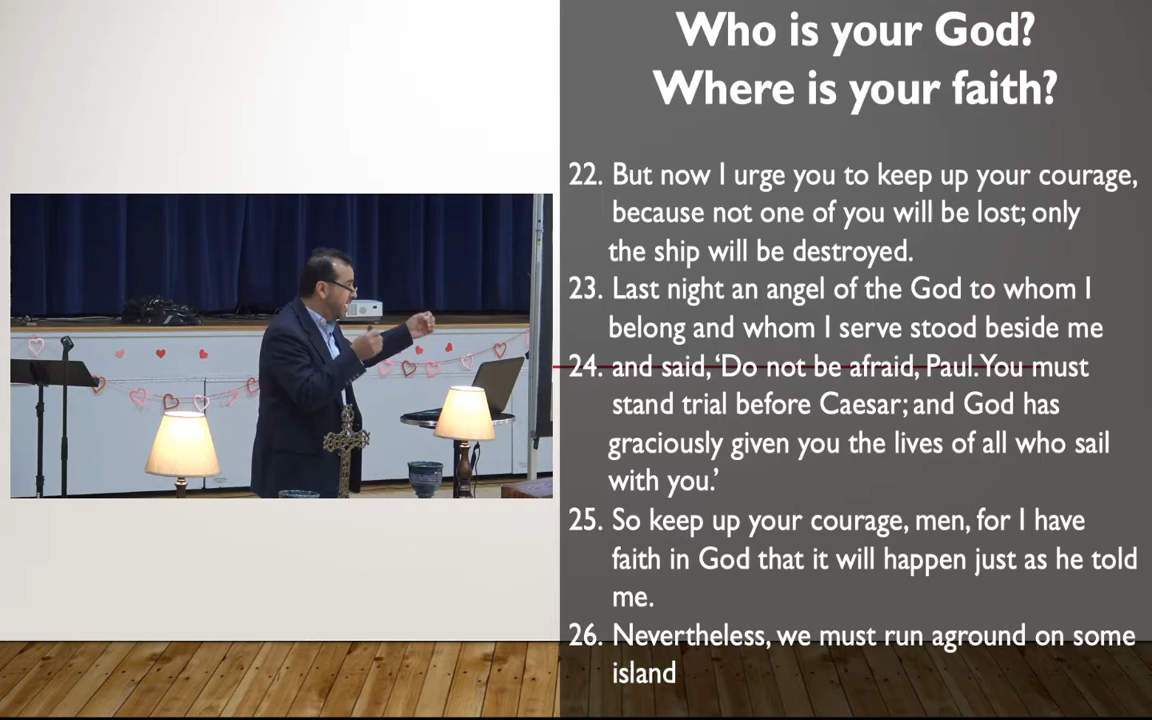 Who is your God?
Where is your faith?
22. But now I urge you to keep up your courage,
because not one of you will be lost; only
the ship will be destroyed.
23. Last night an angel of the God to whom I
belong and whom I serve stood beside me
24. and said, ‘Do not be afraid, Paul. You must
stand trial before Caesar; and God has
graciously given you the lives of all who sail
with you.’
25. So keep up your courage, men, for I have
faith in God that it will happen just as he told
me.
26. Nevertheless, we must run aground on some
island